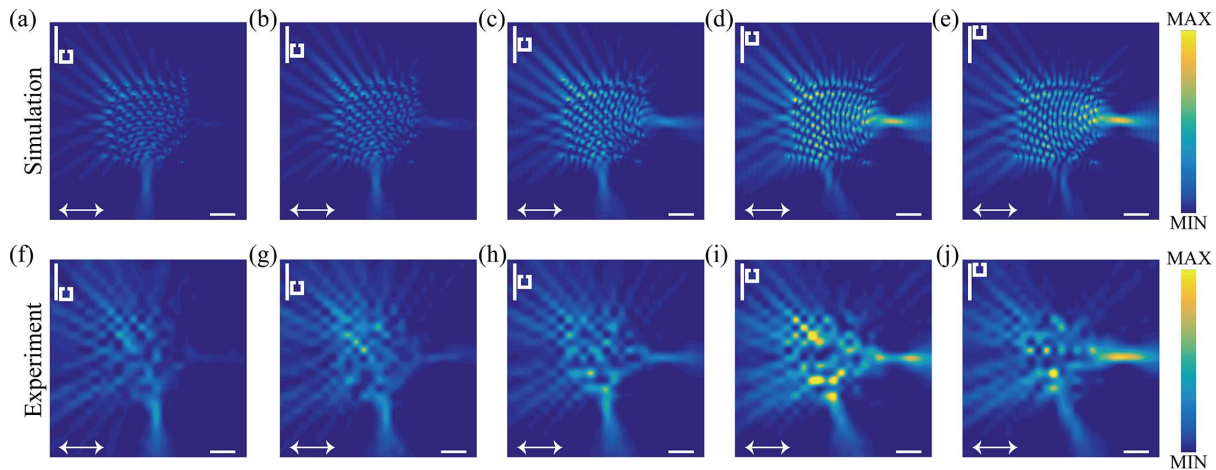 (a) (b) (c) (d) (e) MAX
Simulation
MIN
(f) (g) (h) (i) (j) MAX
Experiment
MIN